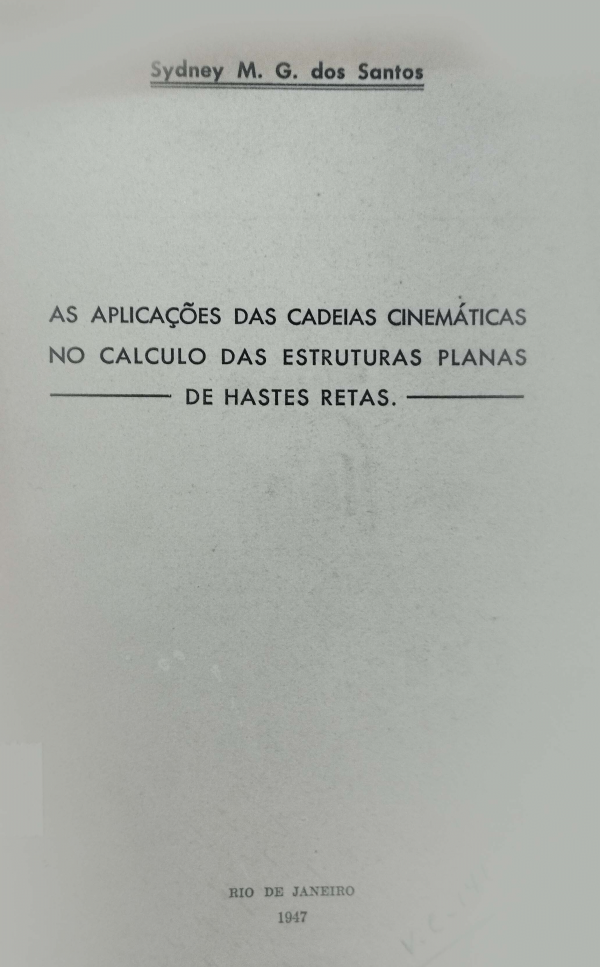 Sydney M. G. dos Santos
AS APLICAÇÕES DAS CADEIAS CINEMÁTICAS
NO CALCULO DAS ESTRUTURAS PLANAS
DE HASTES RETAS.
RIO DE JANEIRO
1947